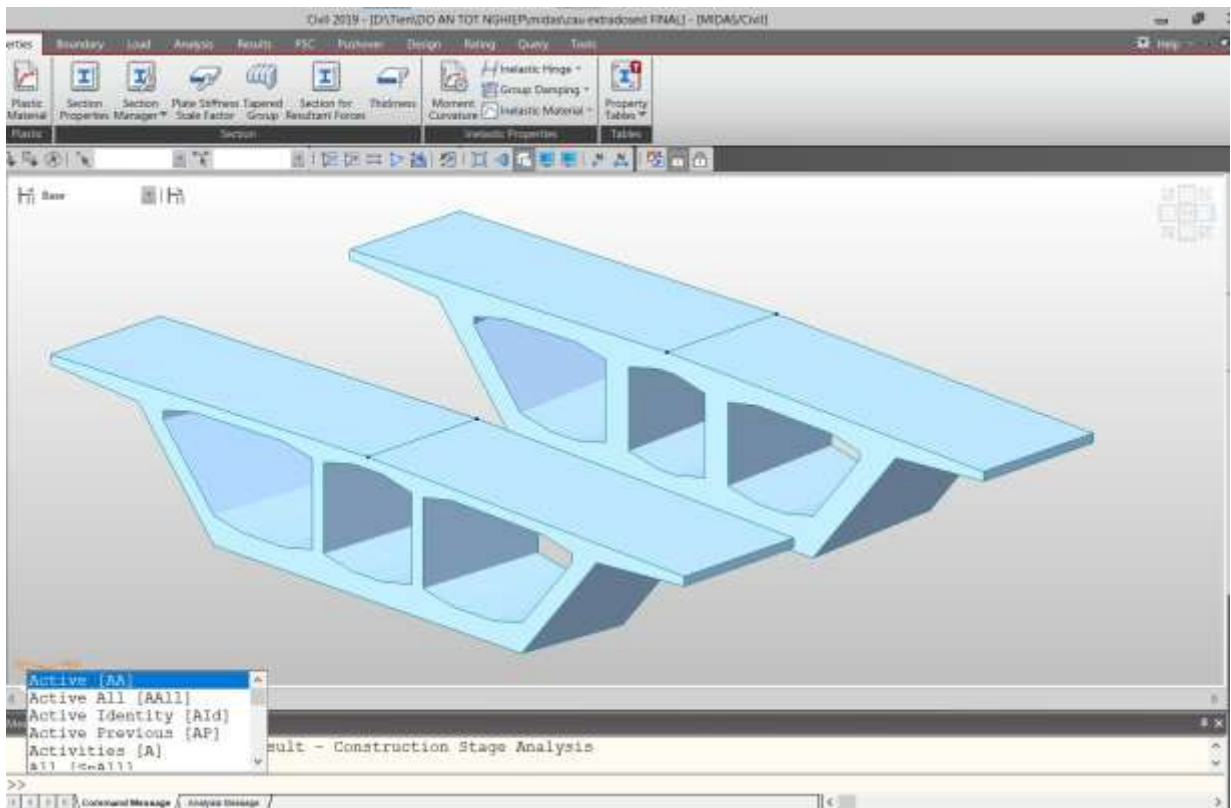 Civil 2019 - [D:\Tien\DO AN TOT NGHIEP\midas\cau extradosed FINAL] - [MIDAS/Civil]
erties Boundary Load Analysis Results PSC Pushover Design Rating Query Tools Help
Plastic Material
Section Properties
Section Manager
Plate Stiffness Scale Factor
Tapered Group
Section for Resultant Forces
Thickness
Moment Curvature
Inelastic Hinge
Group Damping
Inelastic Material
Property Tables
Plastic Section Inelastic Properties Tables
Base
Active [AA]
Active All [AAll]
Active Identity [AId]
Active Previous [AP]
Activities [A]
sult - Construction Stage Analysis
>>
Command Message Analysis Message